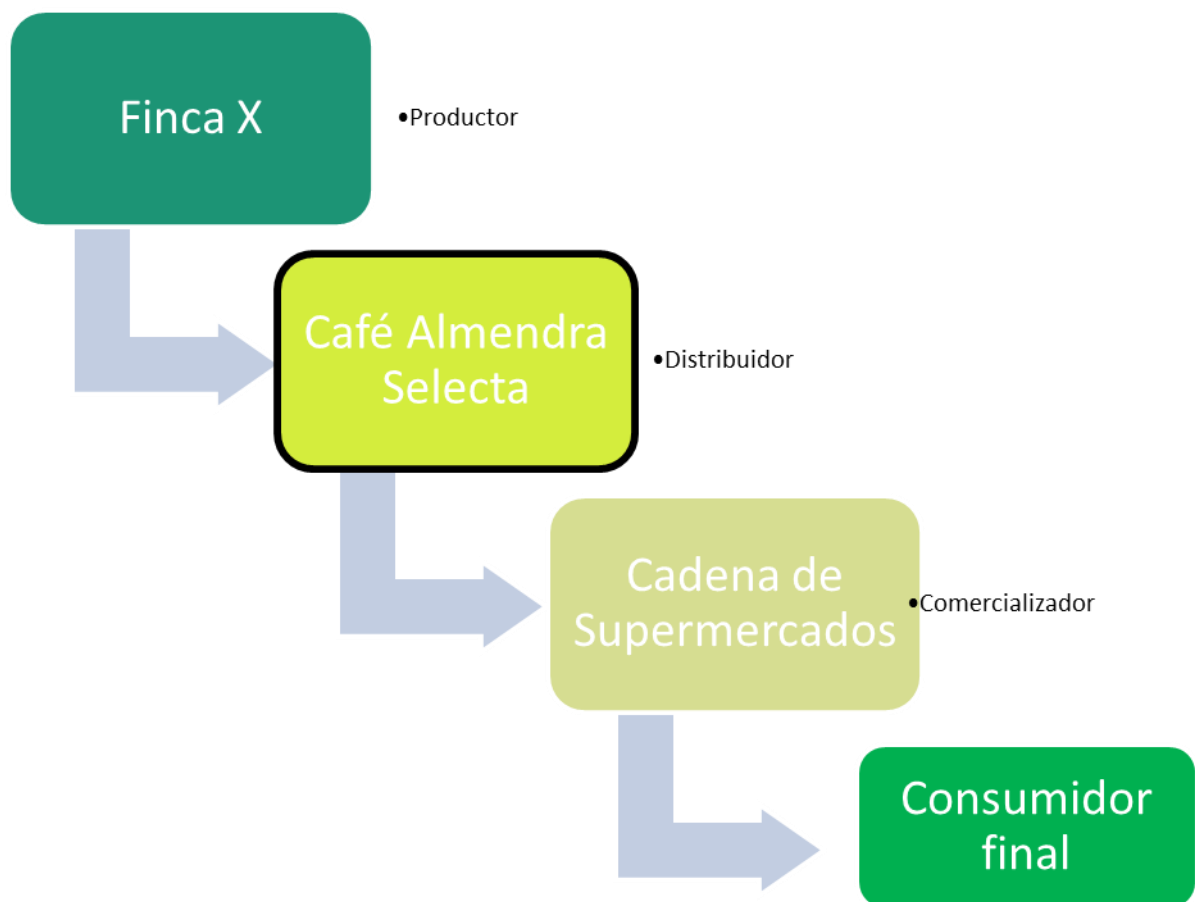 Finca X
•Productor
Café Almendra
Selecta
•Distribuidor
Cadena de
Supermercados
•Comercializador
Consumidor
final